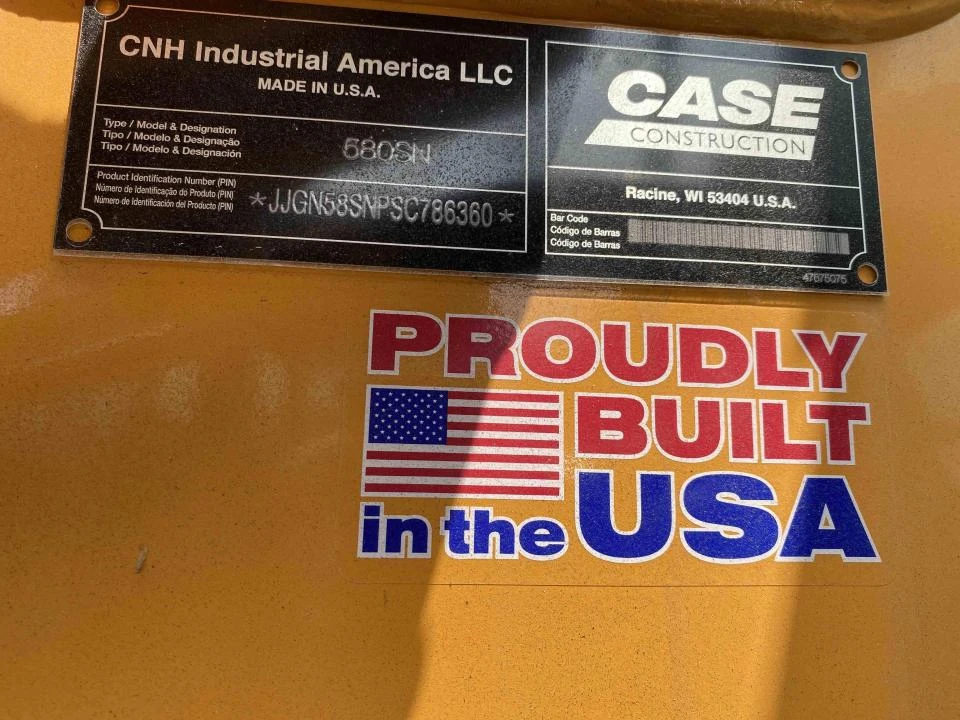 CNH Industrial America LLC
MADE IN U.S.A.
Type / Model & Designation
Tipo / Modelo & Designação
Tipo / Modelo & Designación
580SN
Product Identification Number (PIN)
Número de Identificação do Produto (PIN)
Número de Identificación del Producto (PIN)
*JJGN58SNPSC786360*
CASE
CONSTRUCTION
Racine, WI 53404 U.S.A.
Bar Code
Código de Barras
Código de Barras
47675075
PROUDLY
BUILT
in the USA